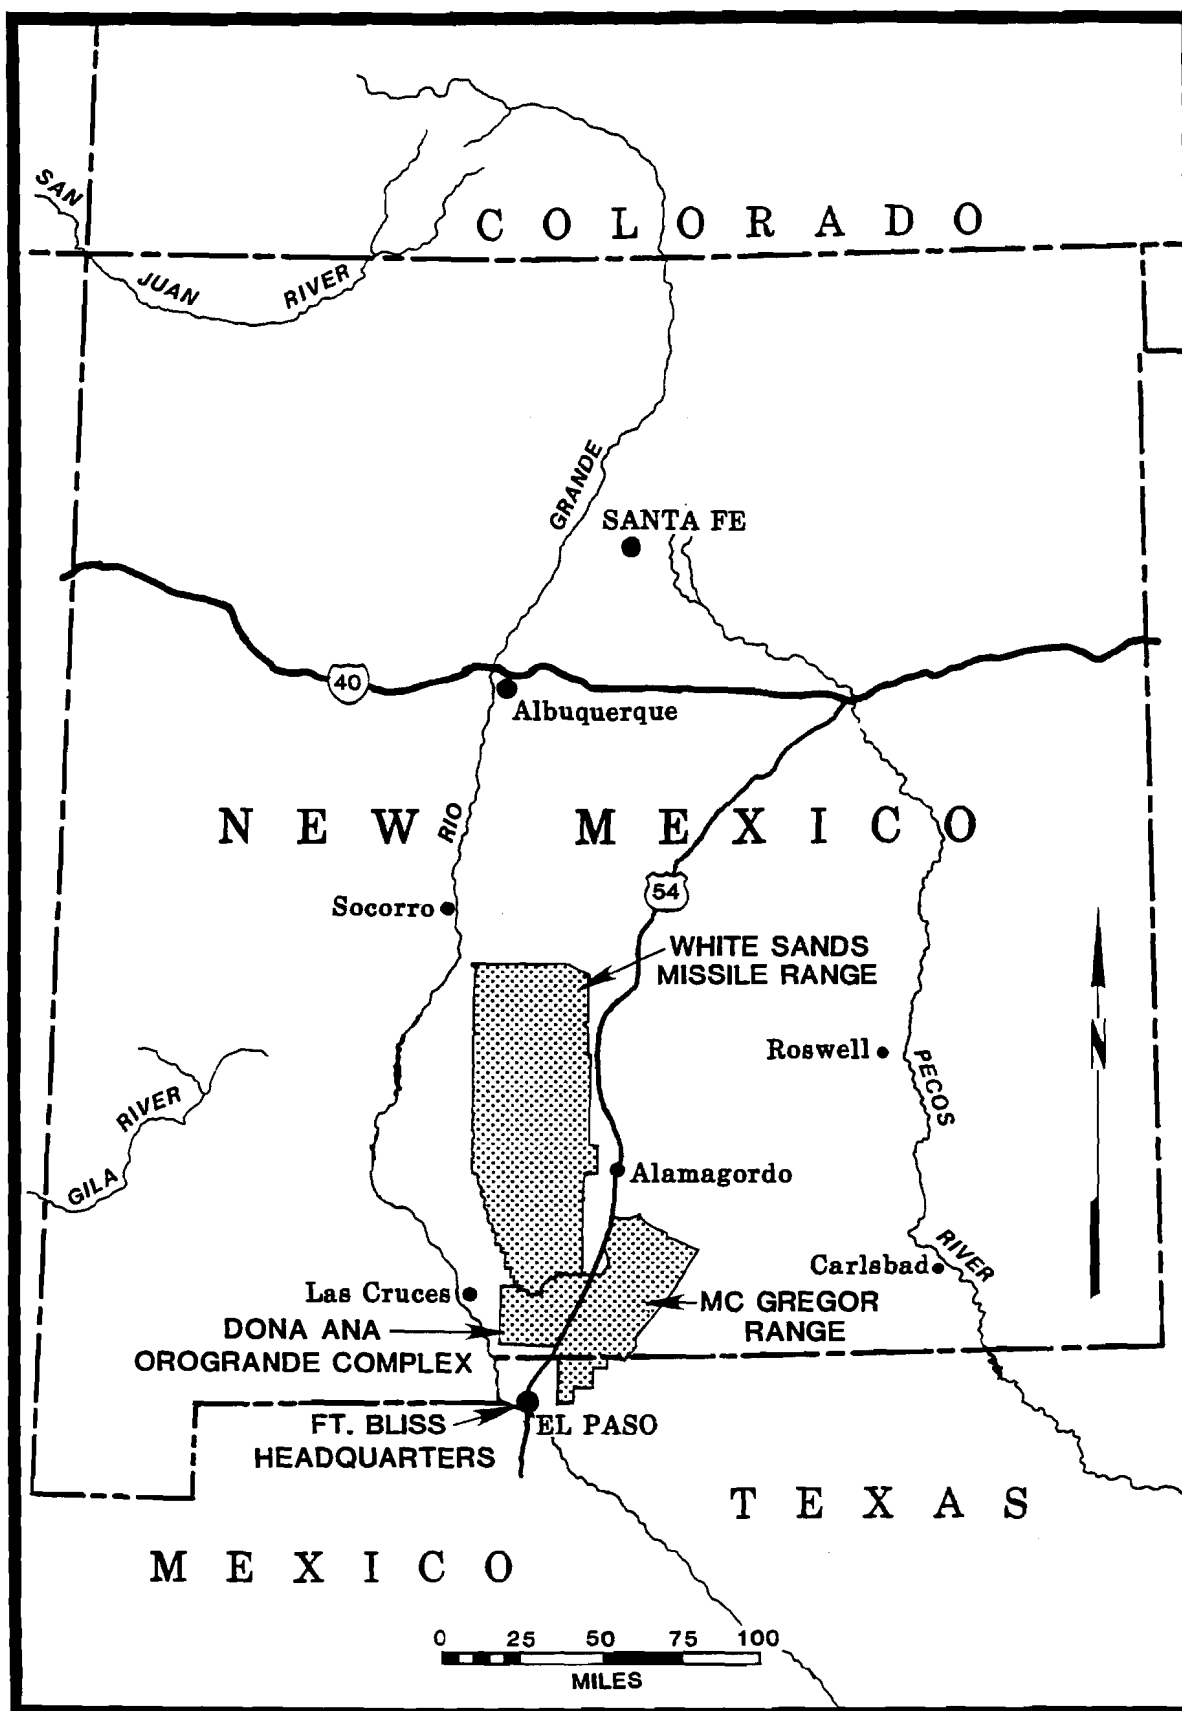 SAN
JUAN
RIVER
COLORADO
GRANDE
SANTA FE
40
Albuquerque
NEW MEXICO
RIO
54
Socorro
WHITE SANDS
MISSILE RANGE
Roswell
PECOS
N
RIVER
GILA
Alamagordo
RIVER
Carlsbad
Las Cruces
MC GREGOR
RANGE
DONA ANA
OROGRANDE COMPLEX
FT. BLISS
HEADQUARTERS
EL PASO
TEXAS
MEXICO
0 25 50 75 100
MILES